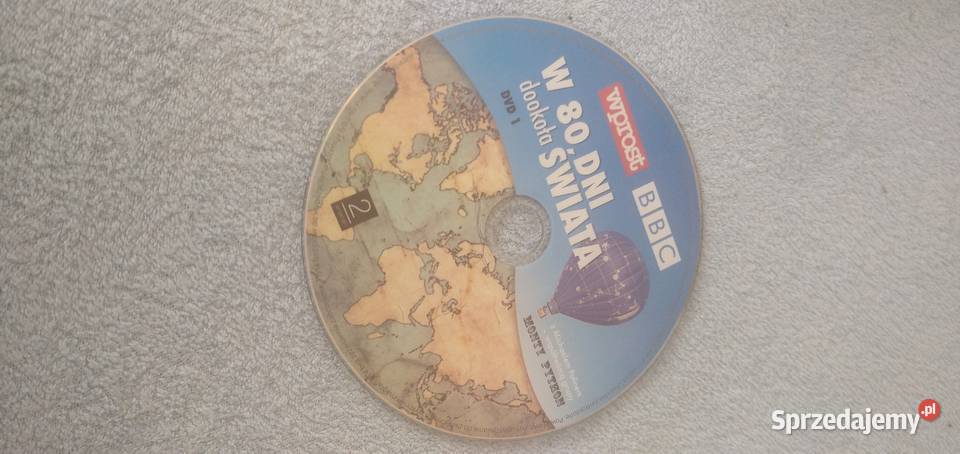 wprost
BBC
W 80 DNI
dookoła ŚWIATA
DVD 1
MONTY PYTHON
2
Sprzedajemy.pl